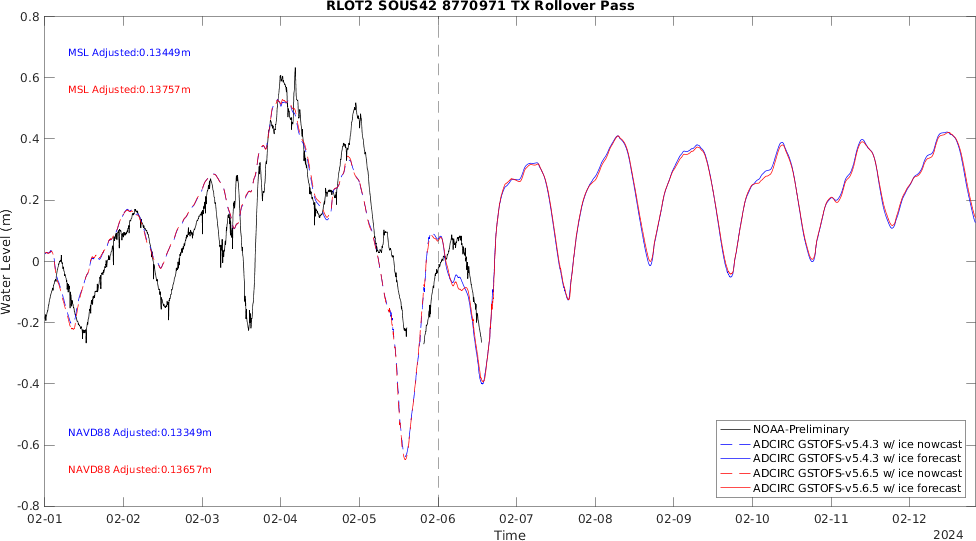 RLOT2 SOUS42 8770971 TX Rollover Pass
0.8
0.6
0.4
0.2
0
-0.2
-0.4
-0.6
-0.8
Water Level (m)
MSL Adjusted:0.13449m
MSL Adjusted:0.13757m
NAVD88 Adjusted:0.13349m
NAVD88 Adjusted:0.13657m
NOAA-Preliminary
ADCIRC GSTOFS-v5.4.3 w/ ice nowcast
ADCIRC GSTOFS-v5.4.3 w/ ice forecast
ADCIRC GSTOFS-v5.6.5 w/ ice nowcast
ADCIRC GSTOFS-v5.6.5 w/ ice forecast
02-01 02-02 02-03 02-04 02-05 02-06 02-07 02-08 02-09 02-10 02-11 02-12
Time
2024